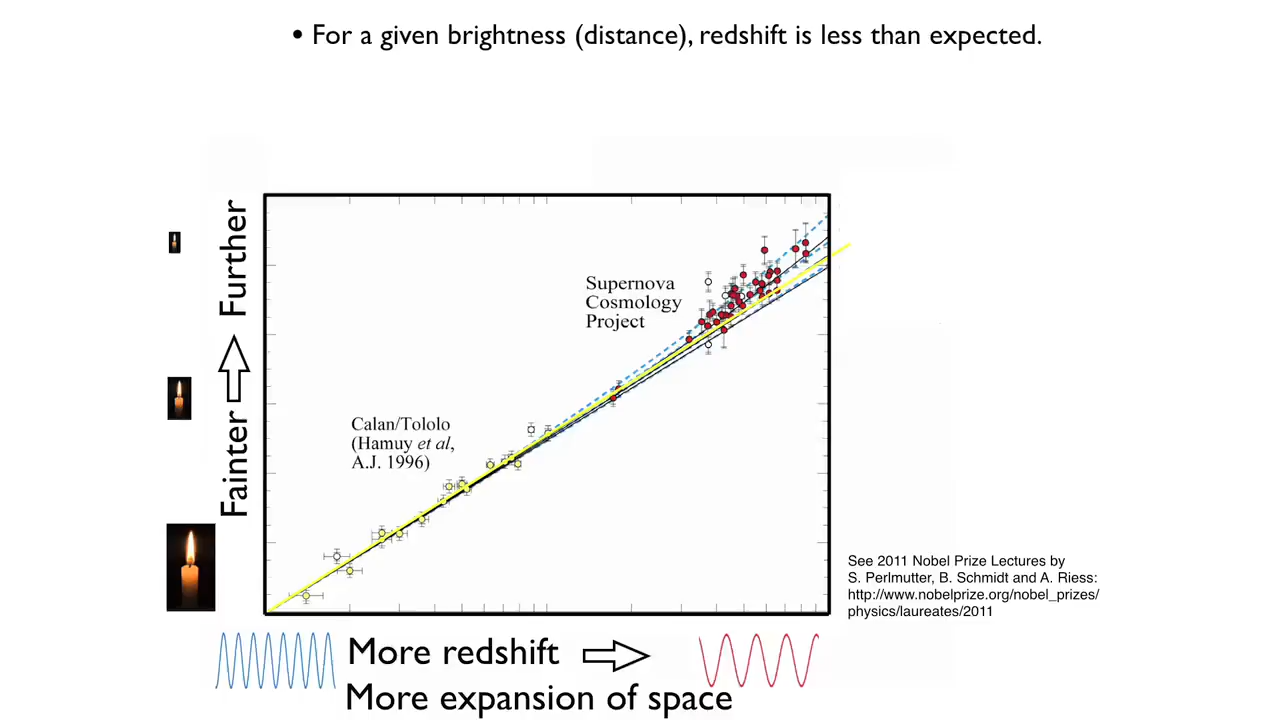 • For a given brightness (distance), redshift is less than expected.
Fainter Further
Supernova
Cosmology
Project
Calan/Tololo
(Hamuy et al,
A.J. 1996)
See 2011 Nobel Prize Lectures by
S. Perlmutter, B. Schmidt and A. Riess:
http://www.nobelprize.org/nobel_prizes/
physics/laureates/2011
More redshift
More expansion of space